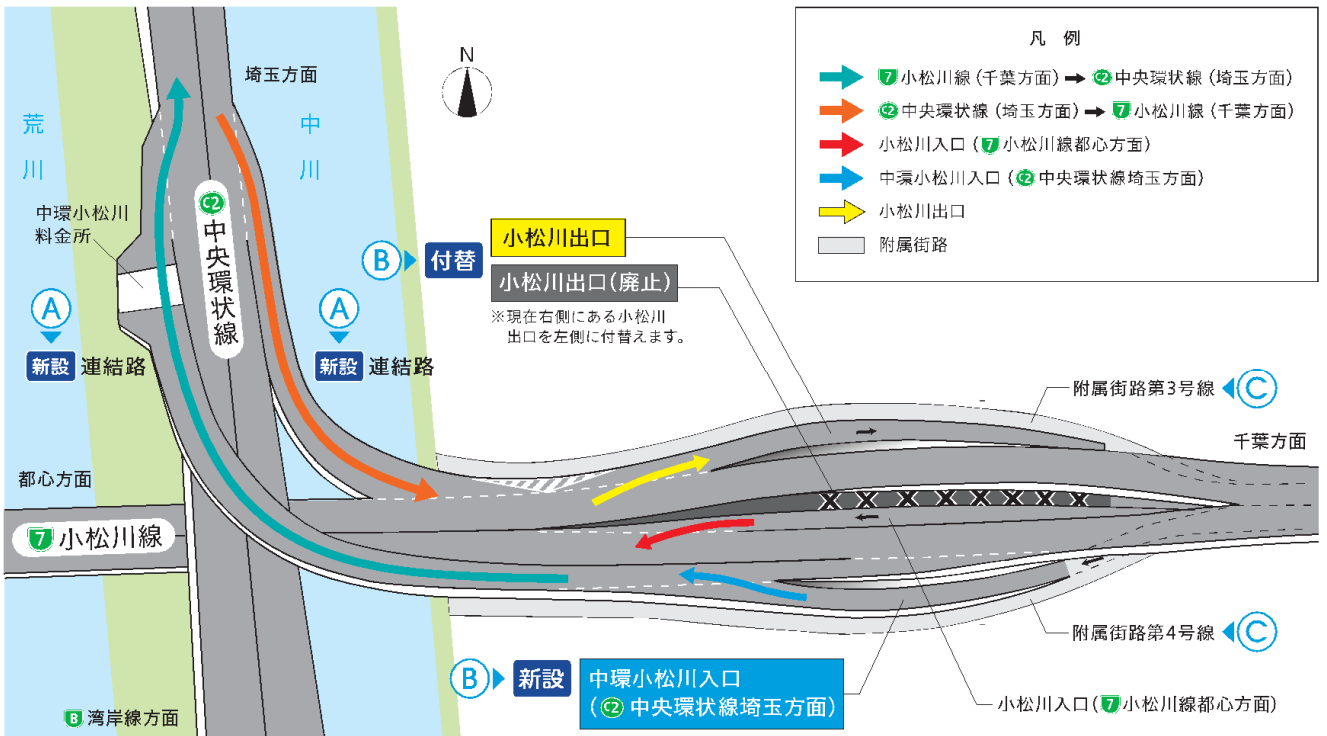 凡 例
7 小松川線 (千葉方面) → C2 中央環状線 (埼玉方面)
C2 中央環状線 (埼玉方面) → 7 小松川線 (千葉方面)
小松川入口 (7 小松川線都心方面)
中環小松川入口 (C2 中央環状線埼玉方面)
小松川出口
附属街路
N
埼玉方面
荒川
中川
中環小松川
料金所
C2 中央環状線
A
新設 連結路
A
新設 連結路
B 付替
小松川出口
小松川出口(廃止)
※現在右側にある小松川
出口を左側に付替えます。
附属街路第3号線 C
千葉方面
都心方面
7 小松川線
附属街路第4号線 C
B 新設
中環小松川入口
(C2 中央環状線埼玉方面)
小松川入口 (7 小松川線都心方面)
B 湾岸線方面